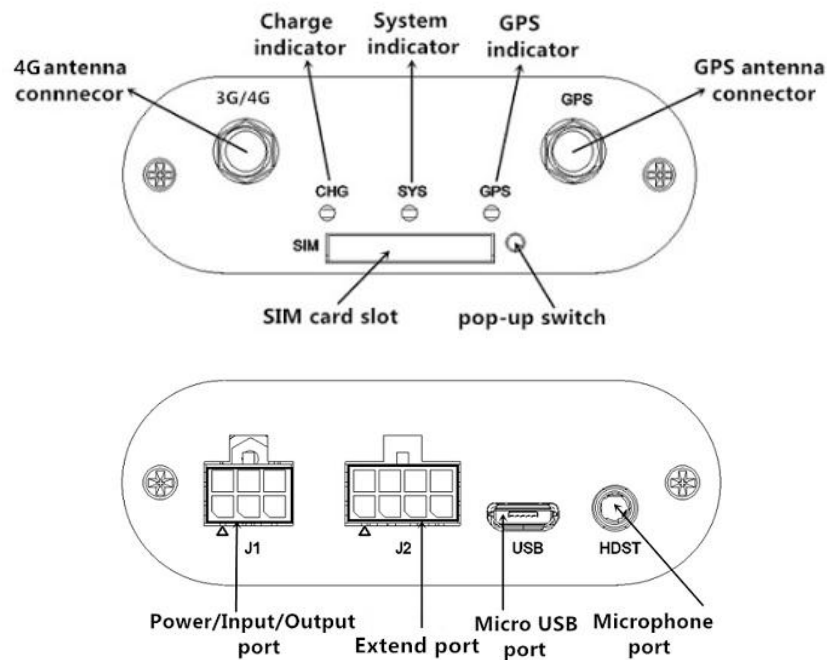 Charge
indicator
System
indicator
GPS
indicator
4G antenna
connnecor
GPS antenna
connector
3G/4G
GPS
CHG
SYS
GPS
SIM
SIM card slot
pop-up switch
J1
J2
USB
HDST
Power/Input/Output
port
Extend port
Micro USB
port
Microphone
port